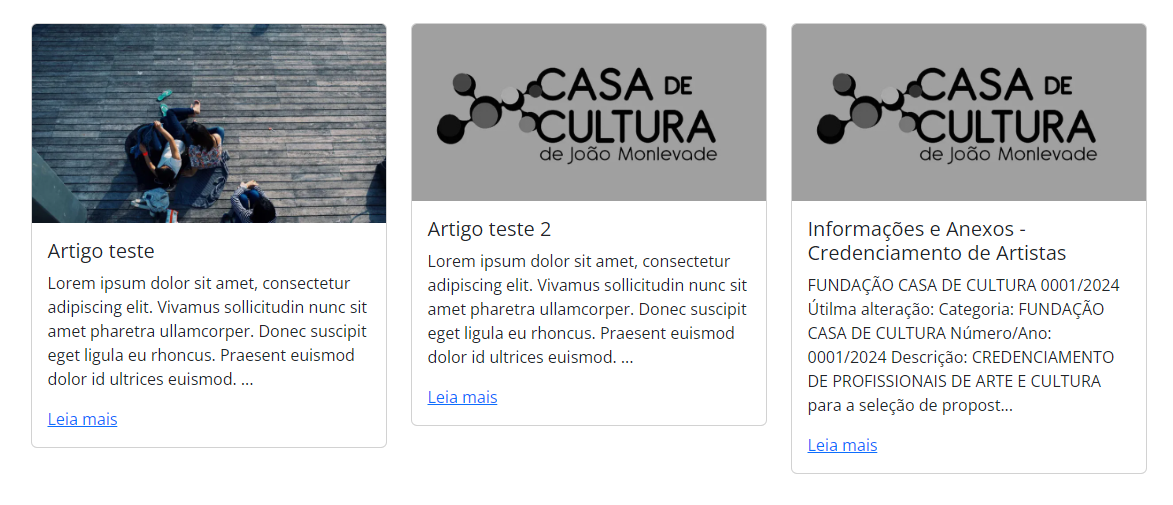 Artigo teste
Lorem ipsum dolor sit amet, consectetur
adipiscing elit. Vivamus sollicitudin nunc sit
amet pharetra ullamcorper. Donec suscipit
eget ligula eu rhoncus. Praesent euismod
dolor id ultrices euismod. ...
Leia mais
CASA DE
CULTURA
de João Monlevade
Artigo teste 2
Lorem ipsum dolor sit amet, consectetur
adipiscing elit. Vivamus sollicitudin nunc sit
amet pharetra ullamcorper. Donec suscipit
eget ligula eu rhoncus. Praesent euismod
dolor id ultrices euismod. ...
Leia mais
CASA DE
CULTURA
de João Monlevade
Informações e Anexos -
Credenciamento de Artistas
FUNDAÇÃO CASA DE CULTURA 0001/2024
Útilma alteração: Categoria: FUNDAÇÃO
CASA DE CULTURA Número/Ano:
0001/2024 Descrição: CREDENCIAMENTO
DE PROFISSIONAIS DE ARTE E CULTURA
para a seleção de propost...
Leia mais